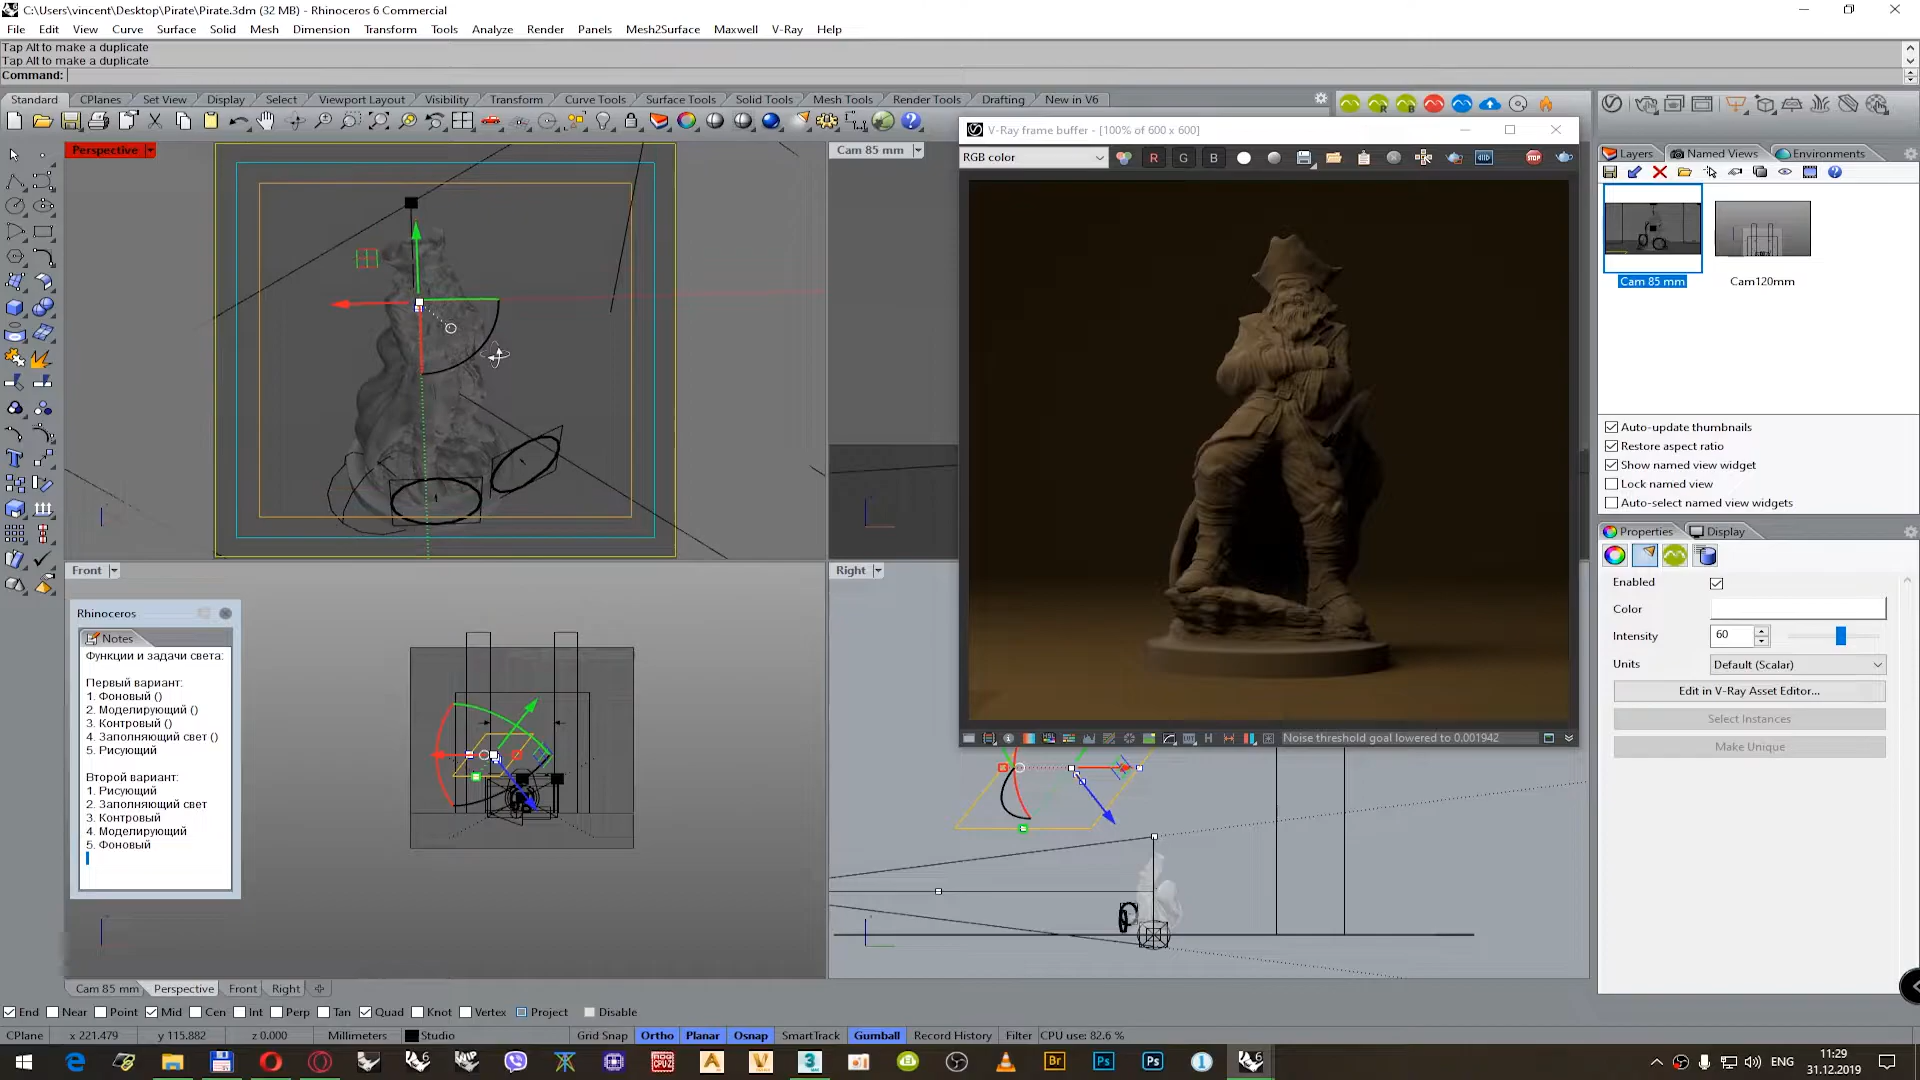 C:\Users\vincent\Desktop\Pirate\Pirate.3dm (32 MB) - Rhinoceros 6 Commercial
File Edit View Curve Surface Solid Mesh Dimension Transform Tools Analyze Render Panels Mesh2Surface Maxwell V-Ray Help
Tap Alt to make a duplicate
Tap Alt to make a duplicate
Command:
Standard CPlanes Set View Display Select Viewport Layout Visibility Transform Curve Tools Surface Tools Solid Tools Mesh Tools Render Tools Drafting New in V6
Perspective
Cam 85 mm
V-Ray frame buffer - [100% of 600 x 600]
RGB color
R G B
STOP
Noise threshold goal lowered to 0.001942
Layers Named Views Environments
Cam 85 mm
Cam120mm
Auto-update thumbnails
Restore aspect ratio
Show named view widget
Lock named view
Auto-select named view widgets
Properties Display
Enabled
Color
Intensity 60
Units Default (Scalar)
Edit in V-Ray Asset Editor...
Select Instances
Make Unique
Front
Right
Rhinoceros
Notes
Функции и задачи света:
Первый вариант:
1. Фоновый ()
2. Моделирующий ()
3. Контровый ()
4. Заполняющий свет ()
5. Рисующий
Второй вариант:
1. Рисующий
2. Заполняющий свет
3. Контровый
4. Моделирующий
5. Фоновый
Cam 85 mm Perspective Front Right
End Near Point Mid Cen Int Perp Tan Quad Knot Vertex Project Disable
CPlane x 221.479 y 115.882 z 0.000 Millimeters Studio Grid Snap Ortho Planar Osnap SmartTrack Gumball Record History Filter CPU use: 82.6 %
ENG
11:29
31.12.2019